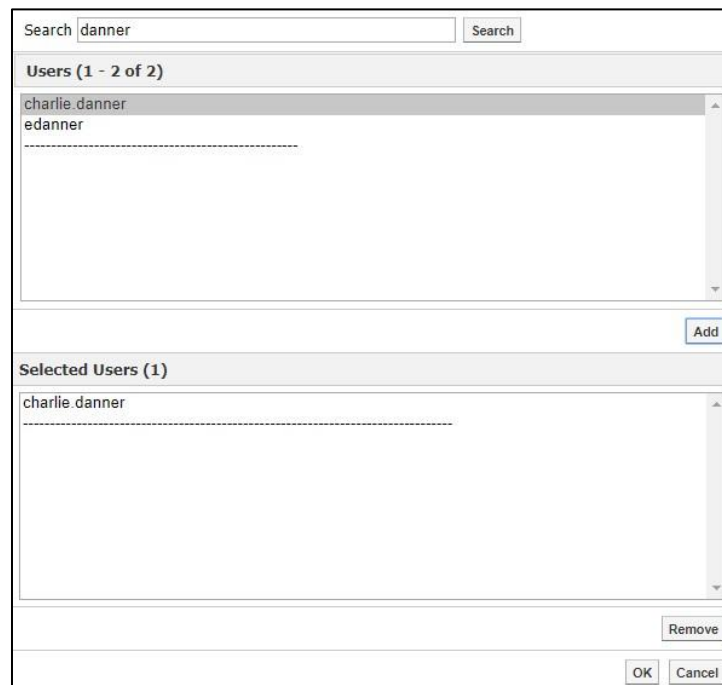 Search danner Search
Users (1 - 2 of 2)
charlie.danner
edanner
----------------------------------------------------
Add
Selected Users (1)
charlie.danner
----------------------------------------------------------------------------------
Remove
OK Cancel